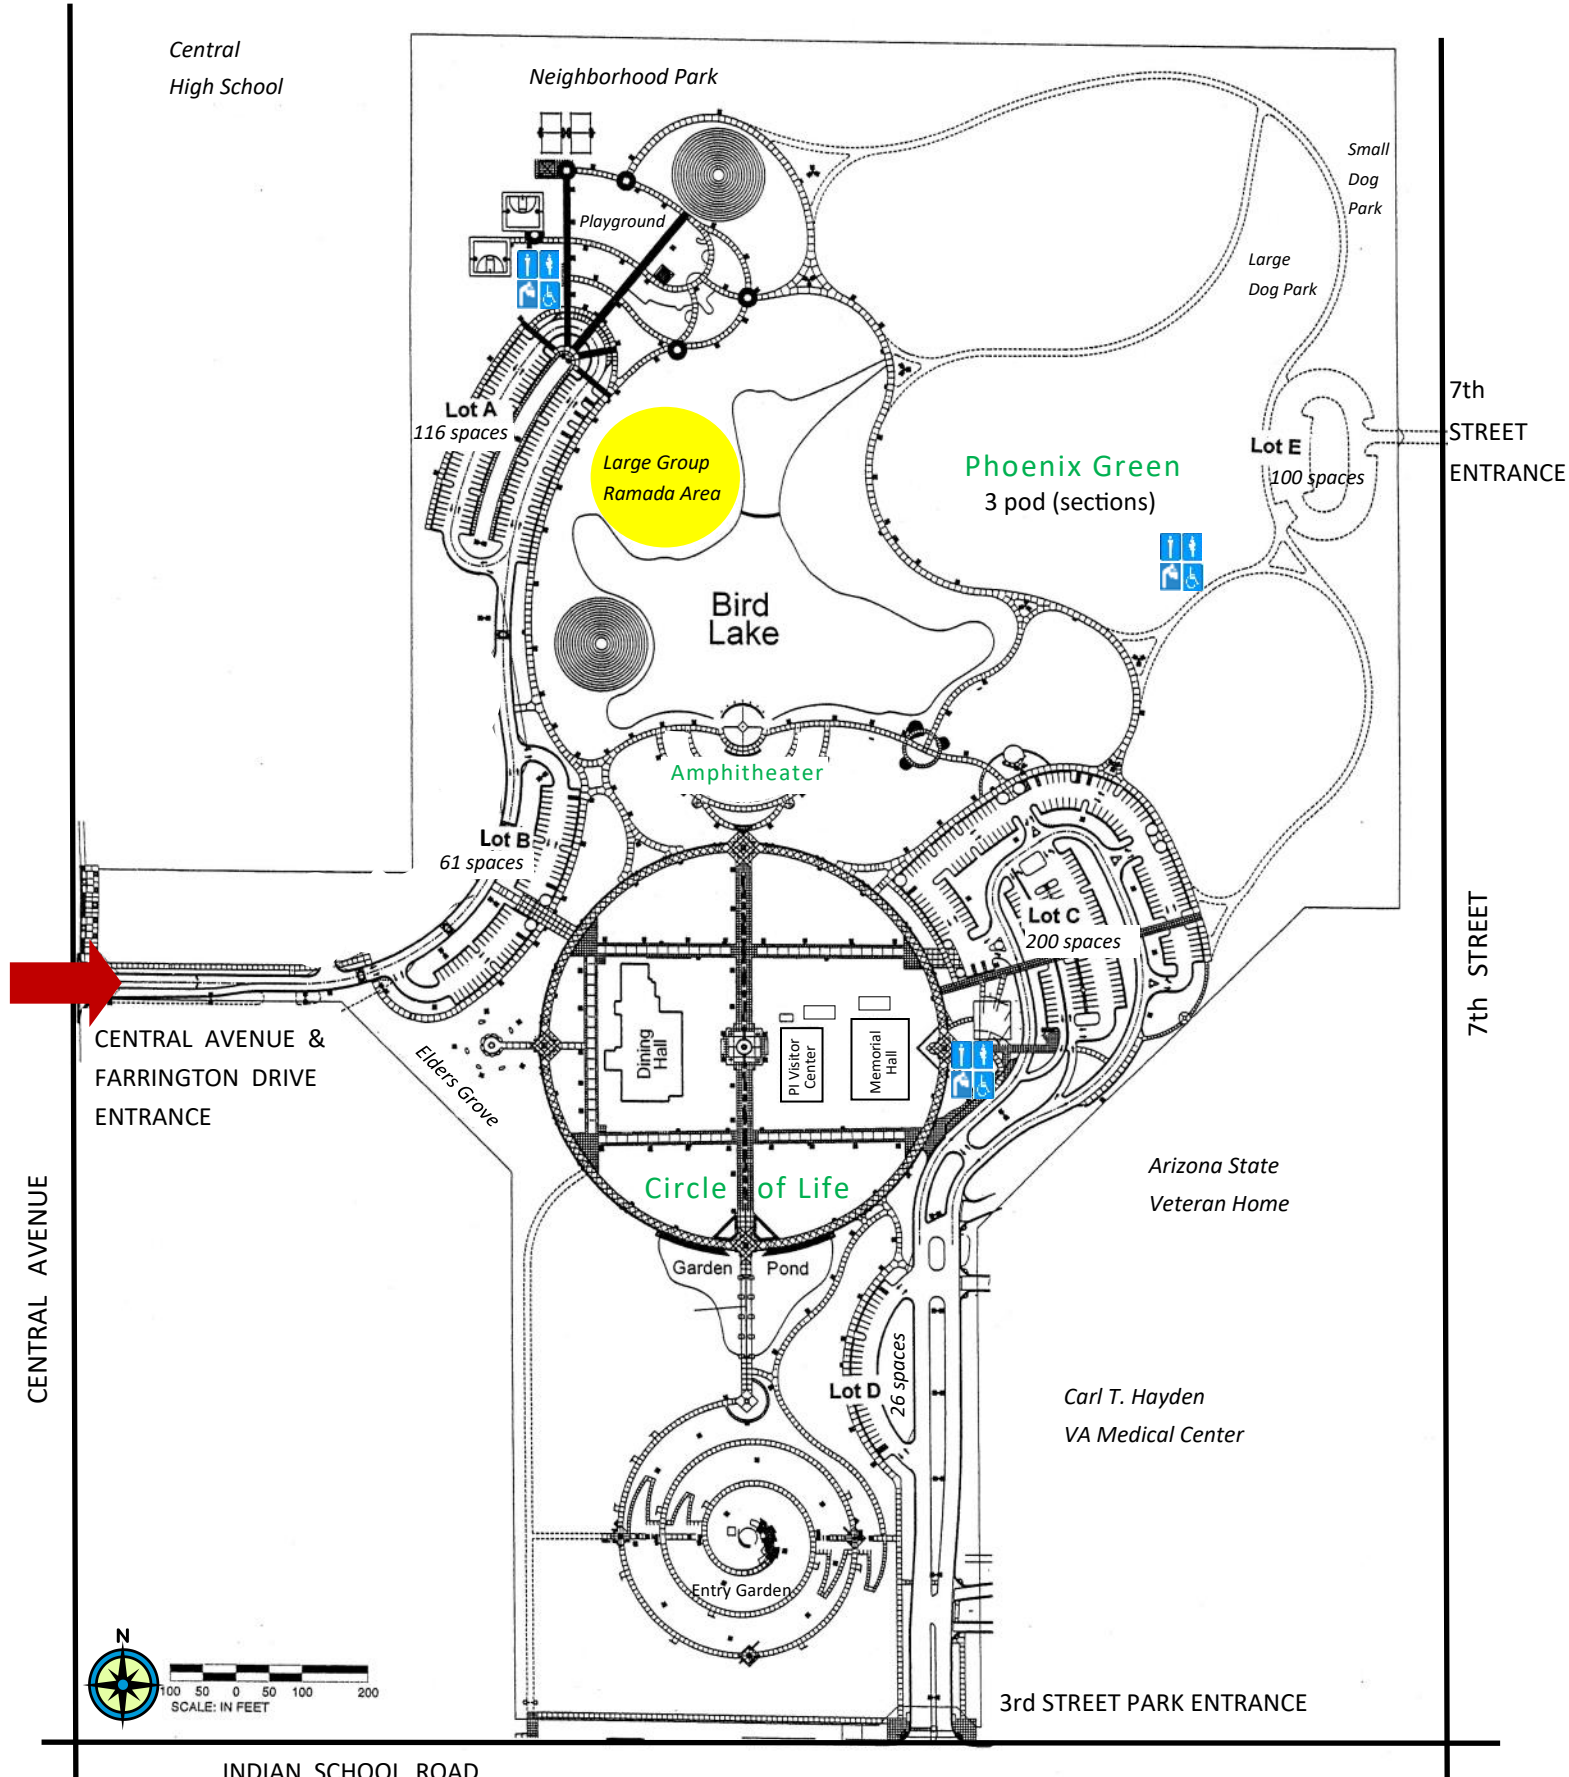 Central
High School
Neighborhood Park
Small
Dog
Park
Playground
Large
Dog Park
7th
STREET
ENTRANCE
Lot A
116 spaces
Large Group
Ramada Area
Phoenix Green
3 pod (sections)
Lot E
100 spaces
Bird
Lake
Amphitheater
Lot B
61 spaces
Lot C
200 spaces
7th STREET
CENTRAL AVENUE &
FARRINGTON DRIVE
ENTRANCE
Elders Grove
Dining
Hall
PI Visitor
Center
Memorial
Hall
Circle of Life
Arizona State
Veteran Home
CENTRAL AVENUE
Garden Pond
Lot D
26 spaces
Carl T. Hayden
VA Medical Center
Entry Garden
N
100 50 0 50 100 200
SCALE: IN FEET
3rd STREET PARK ENTRANCE
INDIAN SCHOOL ROAD